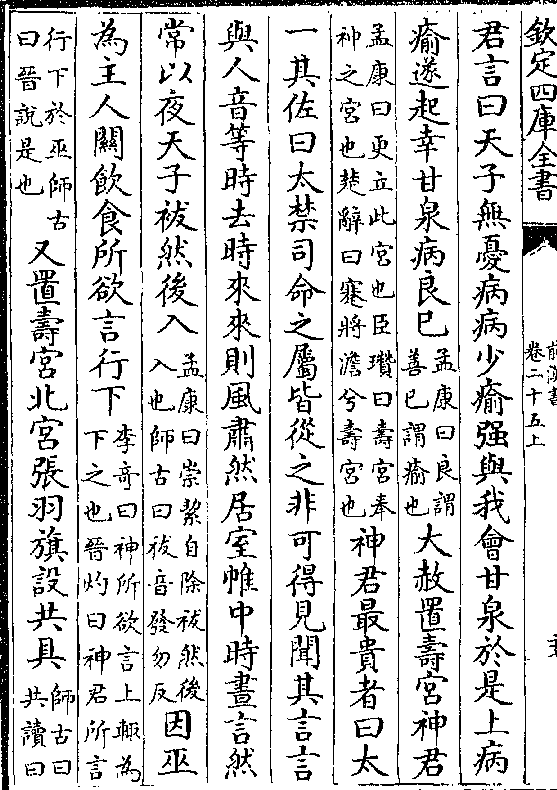 欽定四庫全書
前漢書
卷二十五上
君言曰天子無憂病病少瘉强與我會甘泉於是上病
瘉遂起幸甘泉病良已
孟康曰良謂
善已謂瘉也
大赦置壽宮神君
孟康曰更立此宮也臣瓚曰壽宮奉
神之宮也楚辭曰蹇將澹兮壽宮也
神君最貴者曰太
一其佐曰太禁司命之屬皆從之非可得見聞其言言
與人音等時去時來來則風肅然居室帷中時晝言然
常以夜天子祓然後入
孟康曰崇絜自除祓然後
入也師古曰祓音發勿反
因巫
為主人關飲食所欲言行下
李奇曰神所欲言上輒為
下之也晉灼曰神君所言
行下於巫師古
曰晉說是也
又置壽宮北宮張羽旗設共具
師古曰
共讀曰